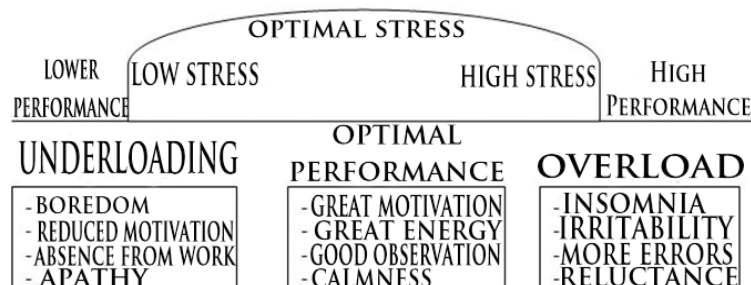 OPTIMAL STRESS
LOWER
PERFORMANCE
LOW STRESS
HIGH STRESS
HIGH
PERFORMANCE
UNDERLOADING
- BOREDOM
- REDUCED MOTIVATION
-ABSENCE FROM WORK
- APATHY
OPTIMAL
PERFORMANCE
-GREAT MOTIVATION
- GREAT ENERGY
-GOOD OBSERVATION
-CALMNESS
OVERLOAD
-INSOMNIA
-IRRITABILITY
-MORE ERRORS
-RELUCTANCE